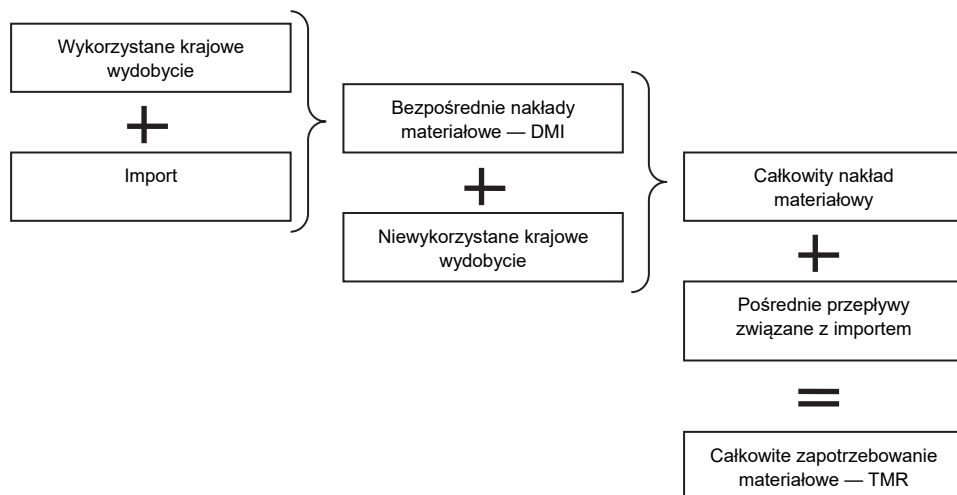 Wykorzystane krajowe
wydobycie
+
Import
Bezpośrednie nakłady
materiałowe — DMI
+
Niewykorzystane krajowe
wydobycie
Całkowity nakład
materiałowy
+
Pośrednie przepływy
związane z importem
=
Całkowite zapotrzebowanie
materiałowe — TMR